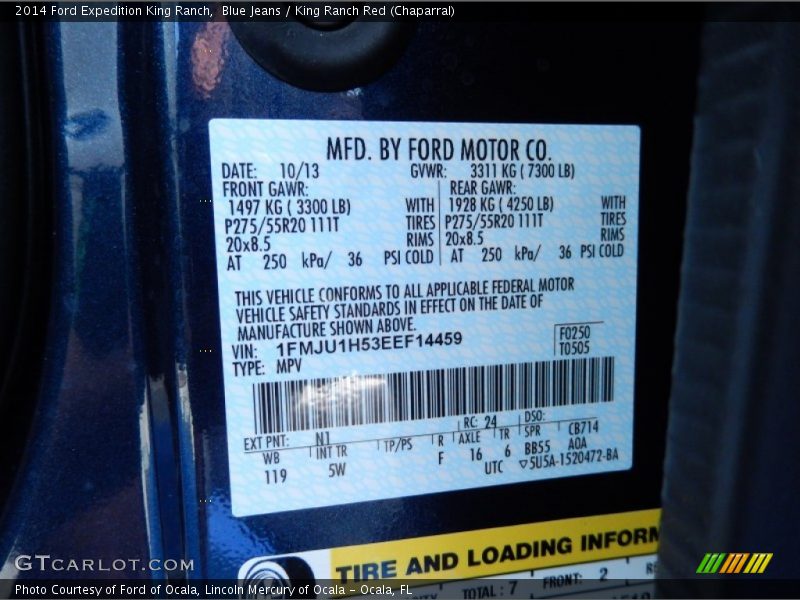 2014 Ford Expedition King Ranch,  Blue Jeans / King Ranch Red (Chaparral)
MFD. BY FORD MOTOR CO.
DATE: 10/13 GVWR: 3311 KG ( 7300 LB)
FRONT GAWR: REAR GAWR:
1497 KG ( 3300 LB) WITH 1928 KG ( 4250 LB) WITH
P275/55R20 111T TIRES P275/55R20 111T TIRES
20x8.5 RIMS 20x8.5 RIMS
AT 250 kPa/ 36 PSI COLD AT 250 kPa/ 36 PSI COLD
THIS VEHICLE CONFORMS TO ALL APPLICABLE FEDERAL MOTOR
VEHICLE SAFETY STANDARDS IN EFFECT ON THE DATE OF
MANUFACTURE SHOWN ABOVE.
VIN: 1FMJU1H53EEF14459 F0250
TYPE: MPV T0505
EXT PNT: N1 RC: 24 DSO:
WB INT TR TP/PS R AXLE TR SPR CB714
119 5W F 16 6 BB55 AOA
UTC ▽5U5A-1520472-BA
TIRE AND LOADING INFORM
TOTAL : 7 FRONT: 2
GTCARLOT.COM
Photo Courtesy of Ford of Ocala, Lincoln Mercury of Ocala - Ocala, FL